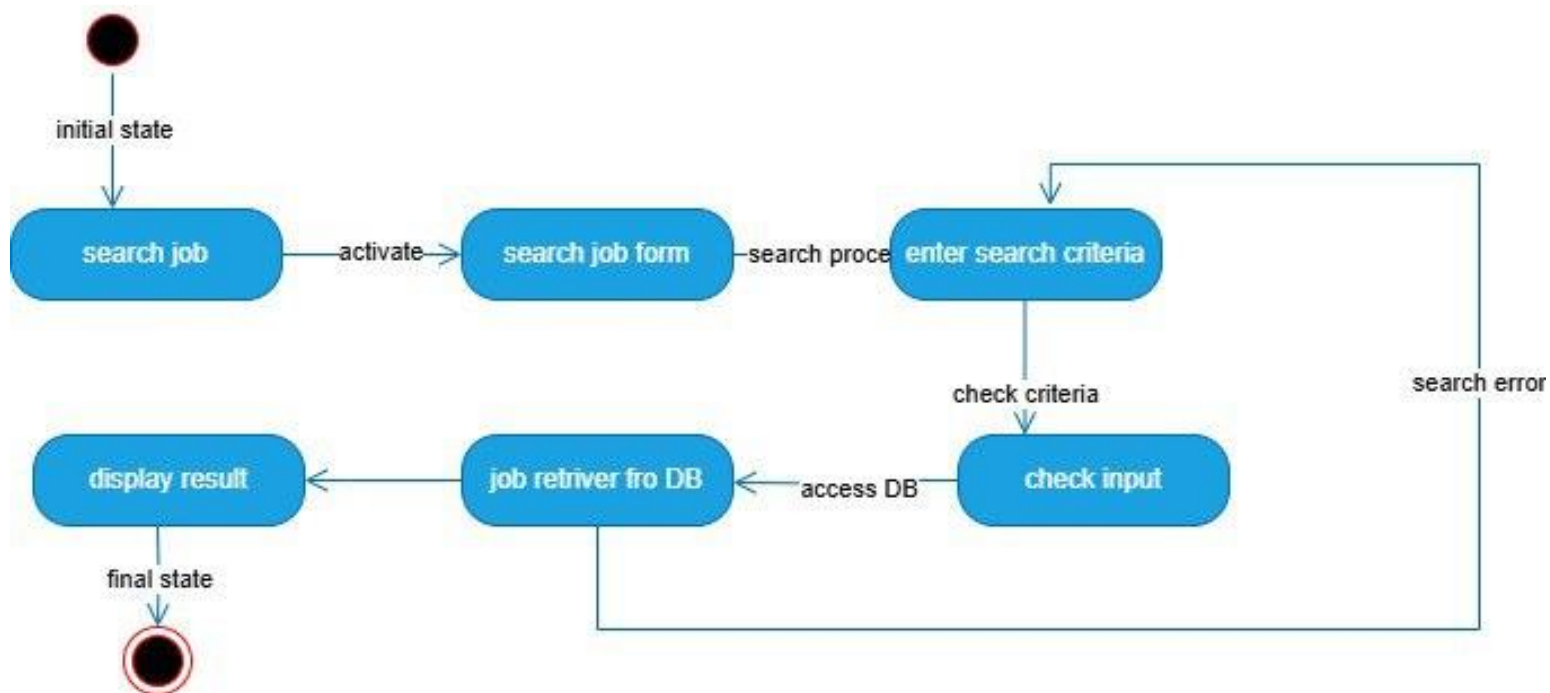 initial state
search job
activate
search job form
search proce
enter search criteria
check criteria
search error
display result
job retriver fro DB
access DB
check input
final state